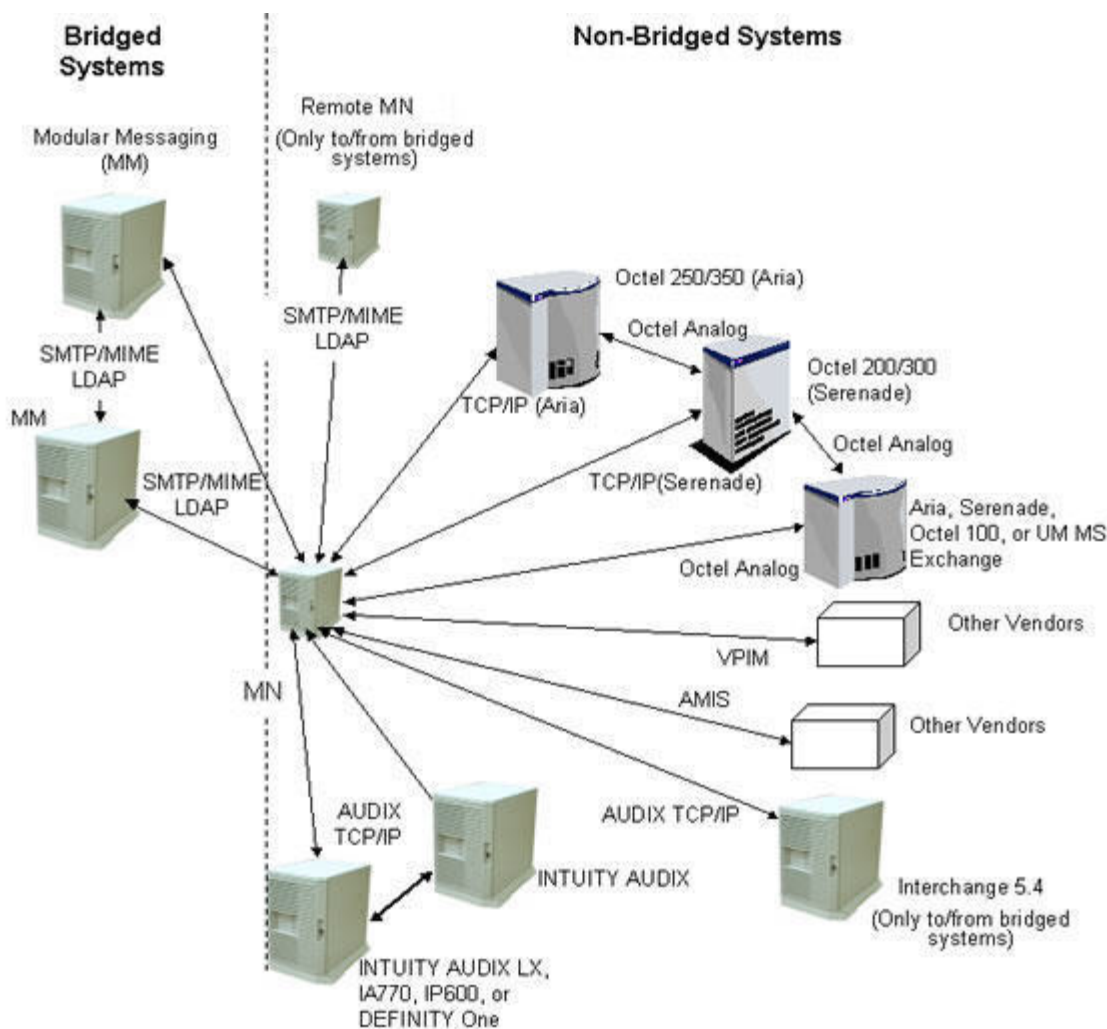 Bridged
Systems
Non-Bridged Systems
Modular Messaging
(MM)
Remote MN
(Only to/from bridged
systems)
SMTP/MIME
LDAP
MM
SMTP/MIME
LDAP
SMTP/MIME
LDAP
Octel 250/350 (Aria)
Octel Analog
TCP/IP (Aria)
Octel 200/300
(Serenade)
Octel Analog
TCP/IP(Serenade)
Aria, Serenade,
Octel 100, or UM MS
Exchange
Octel Analog
Other Vendors
VPIM
MN
AMIS
Other Vendors
AUDIX
TCP/IP
AUDIX TCP/IP
INTUITY AUDIX
Interchange 5.4
(Only to/from bridged
systems)
INTUITY AUDIX LX,
IA770, IP600, or
DEFINITY One